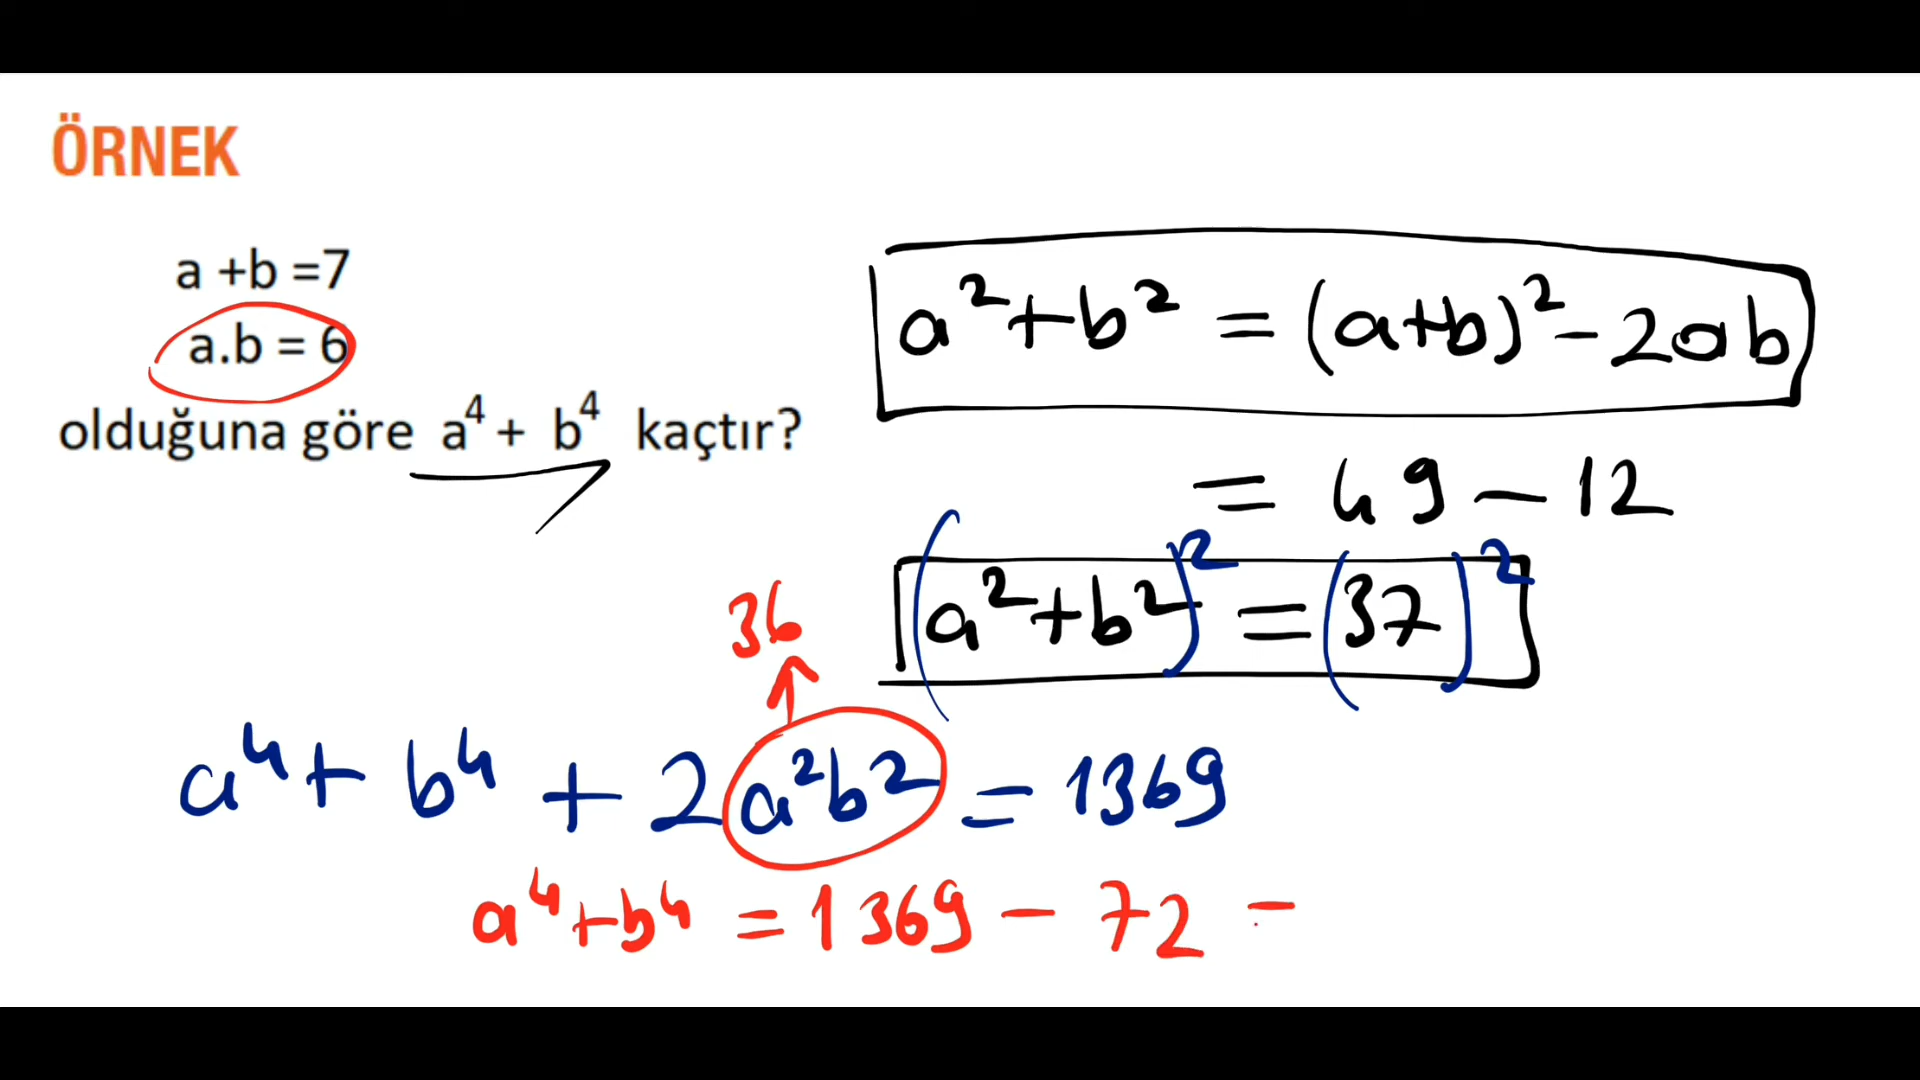 ÖRNEK
a +b =7
a.b = 6
olduğuna göre a⁴ + b⁴ kaçtır?
a²+b² = (a+b)² - 2ab
= 49 - 12
(a²+b²)² = (37)²
36
a⁴ + b⁴ + 2a²b² = 1369
a⁴+b⁴ = 1369 - 72 -